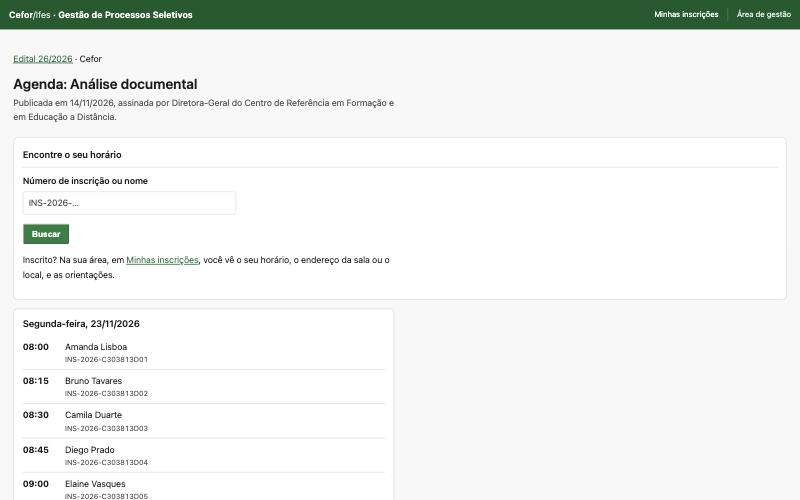 Cefor/Ifes · Gestão de Processos Seletivos
Minhas inscrições
Área de gestão
Edital 26/2026 · Cefor
Agenda: Análise documental
Publicada em 14/11/2026, assinada por Diretora-Geral do Centro de Referência em Formação e
em Educação a Distância.
Encontre o seu horário
Número de inscrição ou nome
INS-2026-...
Buscar
Inscrito? Na sua área, em Minhas inscrições, você vê o seu horário, o endereço da sala ou o
local, e as orientações.
Segunda-feira, 23/11/2026
08:00 Amanda Lisboa
INS-2026-C303813D01
08:15 Bruno Tavares
INS-2026-C303813D02
08:30 Camila Duarte
INS-2026-C303813D03
08:45 Diego Prado
INS-2026-C303813D04
09:00 Elaine Vasques
INS-2026-C303813D05